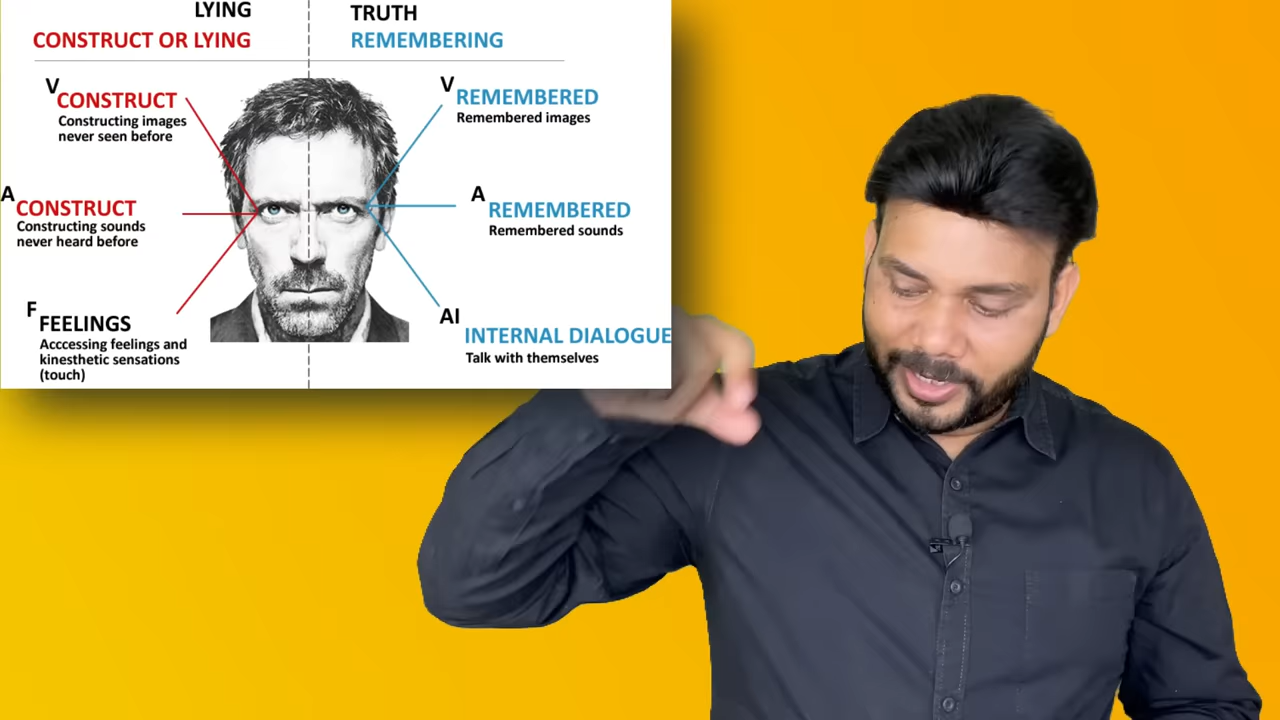 LYING
CONSTRUCT OR LYING
TRUTH
REMEMBERING
V
CONSTRUCT
Constructing images
never seen before
A
CONSTRUCT
Constructing sounds
never heard before
F
FEELINGS
Acccessing feelings and
kinesthetic sensations
(touch)
V
REMEMBERED
Remembered images
A
REMEMBERED
Remembered sounds
AI
INTERNAL DIALOGUE
Talk with themselves